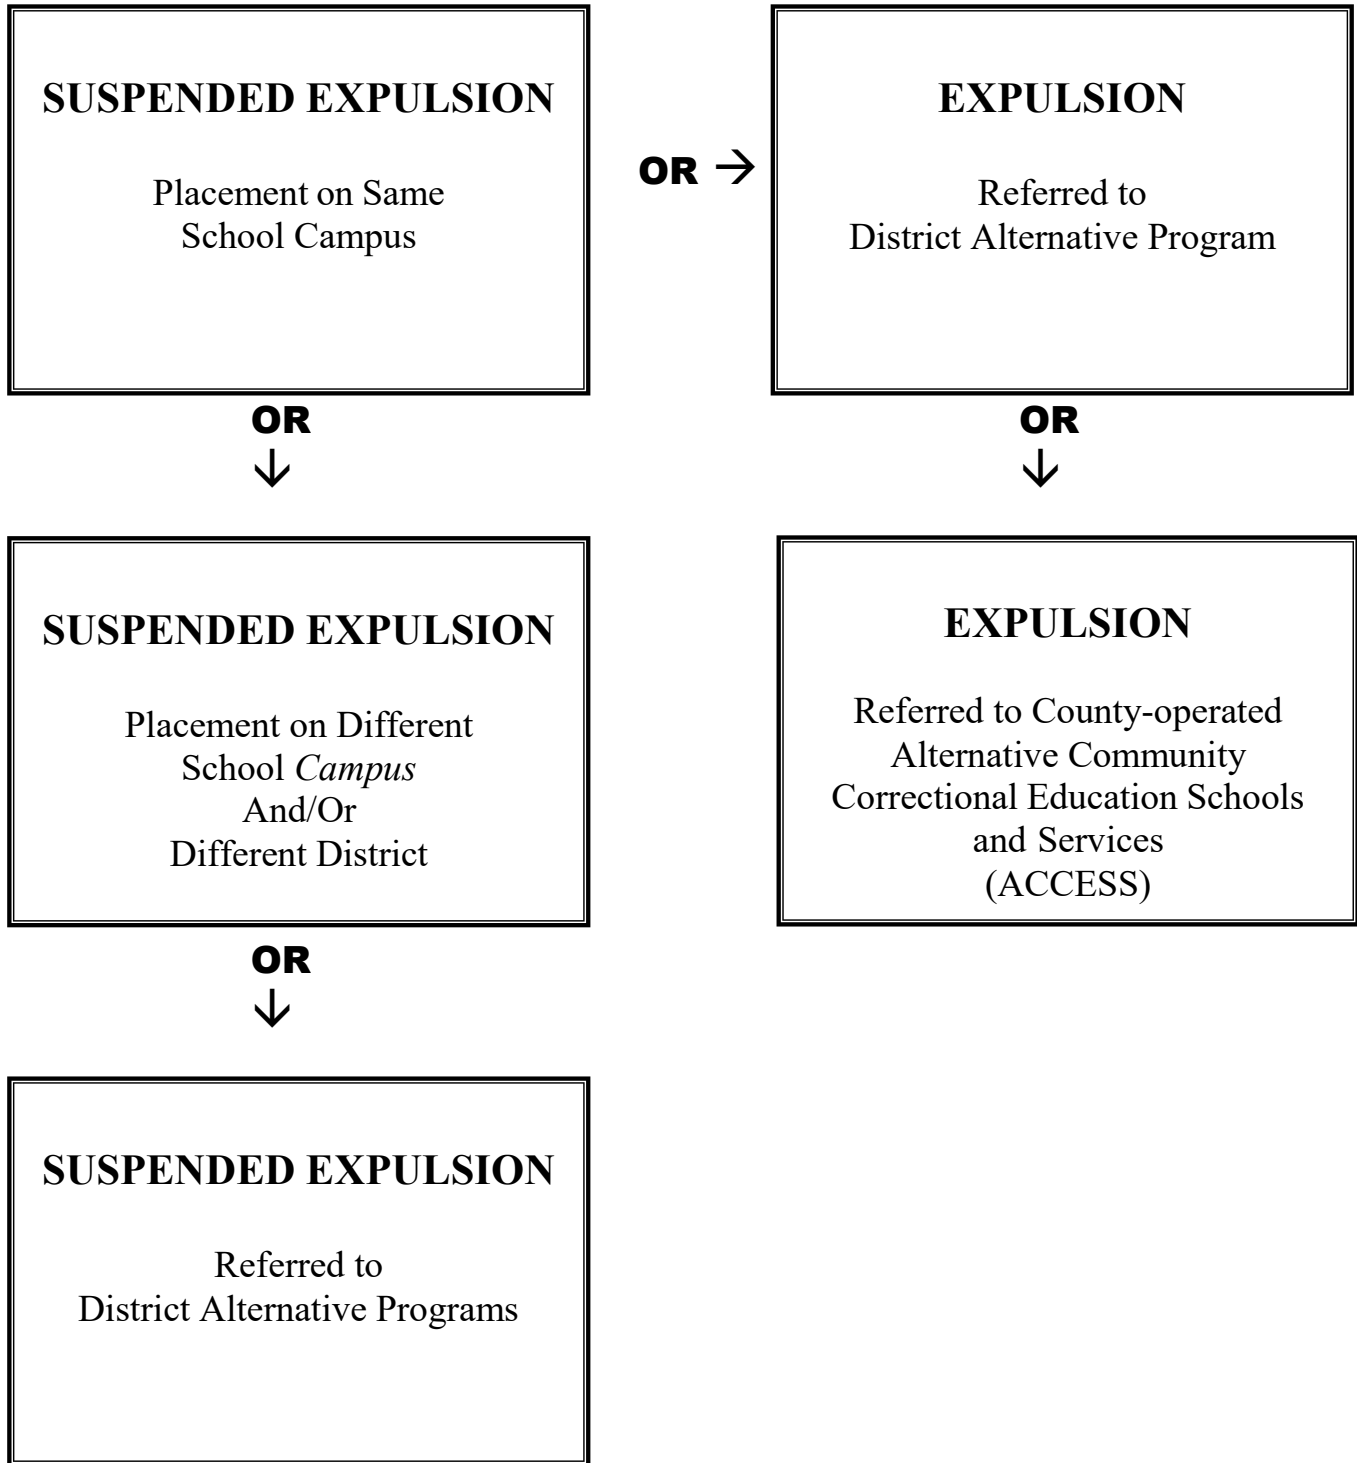 SUSPENDED EXPULSION
Placement on Same
School Campus
OR →
EXPULSION
Referred to
District Alternative Program
OR
↓
OR
↓
SUSPENDED EXPULSION
Placement on Different
School Campus
And/Or
Different District
EXPULSION
Referred to County-operated
Alternative Community
Correctional Education Schools
and Services
(ACCESS)
OR
↓
SUSPENDED EXPULSION
Referred to
District Alternative Programs